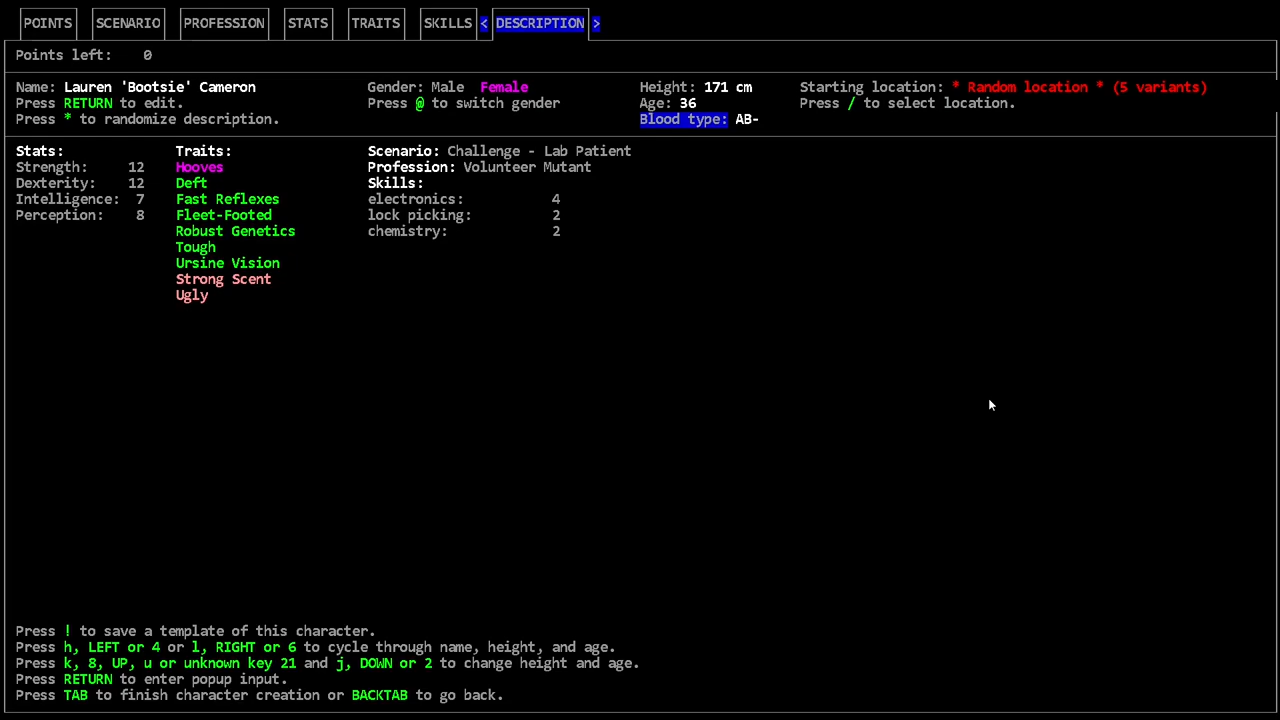 POINTS SCENARIO PROFESSION STATS TRAITS SKILLS < DESCRIPTION >
Points left: 0
Name: Lauren 'Bootsie' Cameron Gender: Male Female Height: 171 cm Starting location: * Random location * (5 variants)
Press RETURN to edit. Press @ to switch gender Age: 36 Press / to select location.
Press * to randomize description. Blood type: AB-
Stats: Traits: Scenario: Challenge - Lab Patient
Strength: 12 Hooves Profession: Volunteer Mutant
Dexterity: 12 Deft Skills:
Intelligence: 7 Fast Reflexes electronics: 4
Perception: 8 Fleet-Footed lock picking: 2
Robust Genetics chemistry: 2
Tough
Ursine Vision
Strong Scent
Ugly
Press ! to save a template of this character.
Press h, LEFT or 4 or l, RIGHT or 6 to cycle through name, height, and age.
Press k, 8, UP, u or unknown key 21 and j, DOWN or 2 to change height and age.
Press RETURN to enter popup input.
Press TAB to finish character creation or BACKTAB to go back.